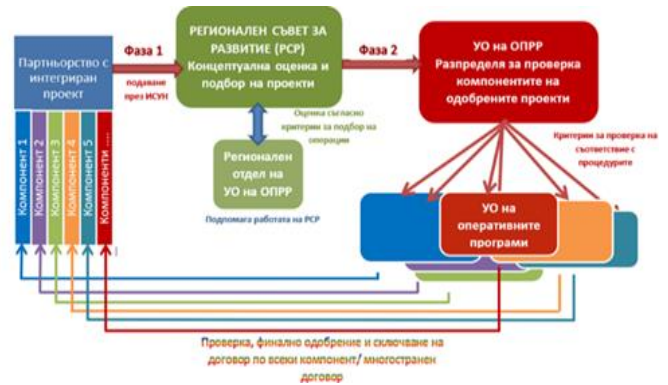 Партньорство с
интегриран
проект
Фаза 1
подаване
през ИСУН
РЕГИОНАЛЕН СЪВЕТ ЗА
РАЗВИТИЕ (РСР)
Концептуална оценка и
подбор на проекти
Фаза 2
УО на ОПРР
Разпределя за проверка
компонентите на
одобрените проекти
Оценка съгласно
критерии за подбор на
операции
Критерии за проверка на
съответствие с
процедурите
Регионален
отдел на
УО на ОПРР
Подпомага работата на РСР
Компонент 1
Компонент 2
Компонент 3
Компонент 4
Компонент 5
Компоненти ....
УО на
оперативните
програми
Проверка, финално одобрение и сключване на
договор по всеки компонент/ многостранен
договор